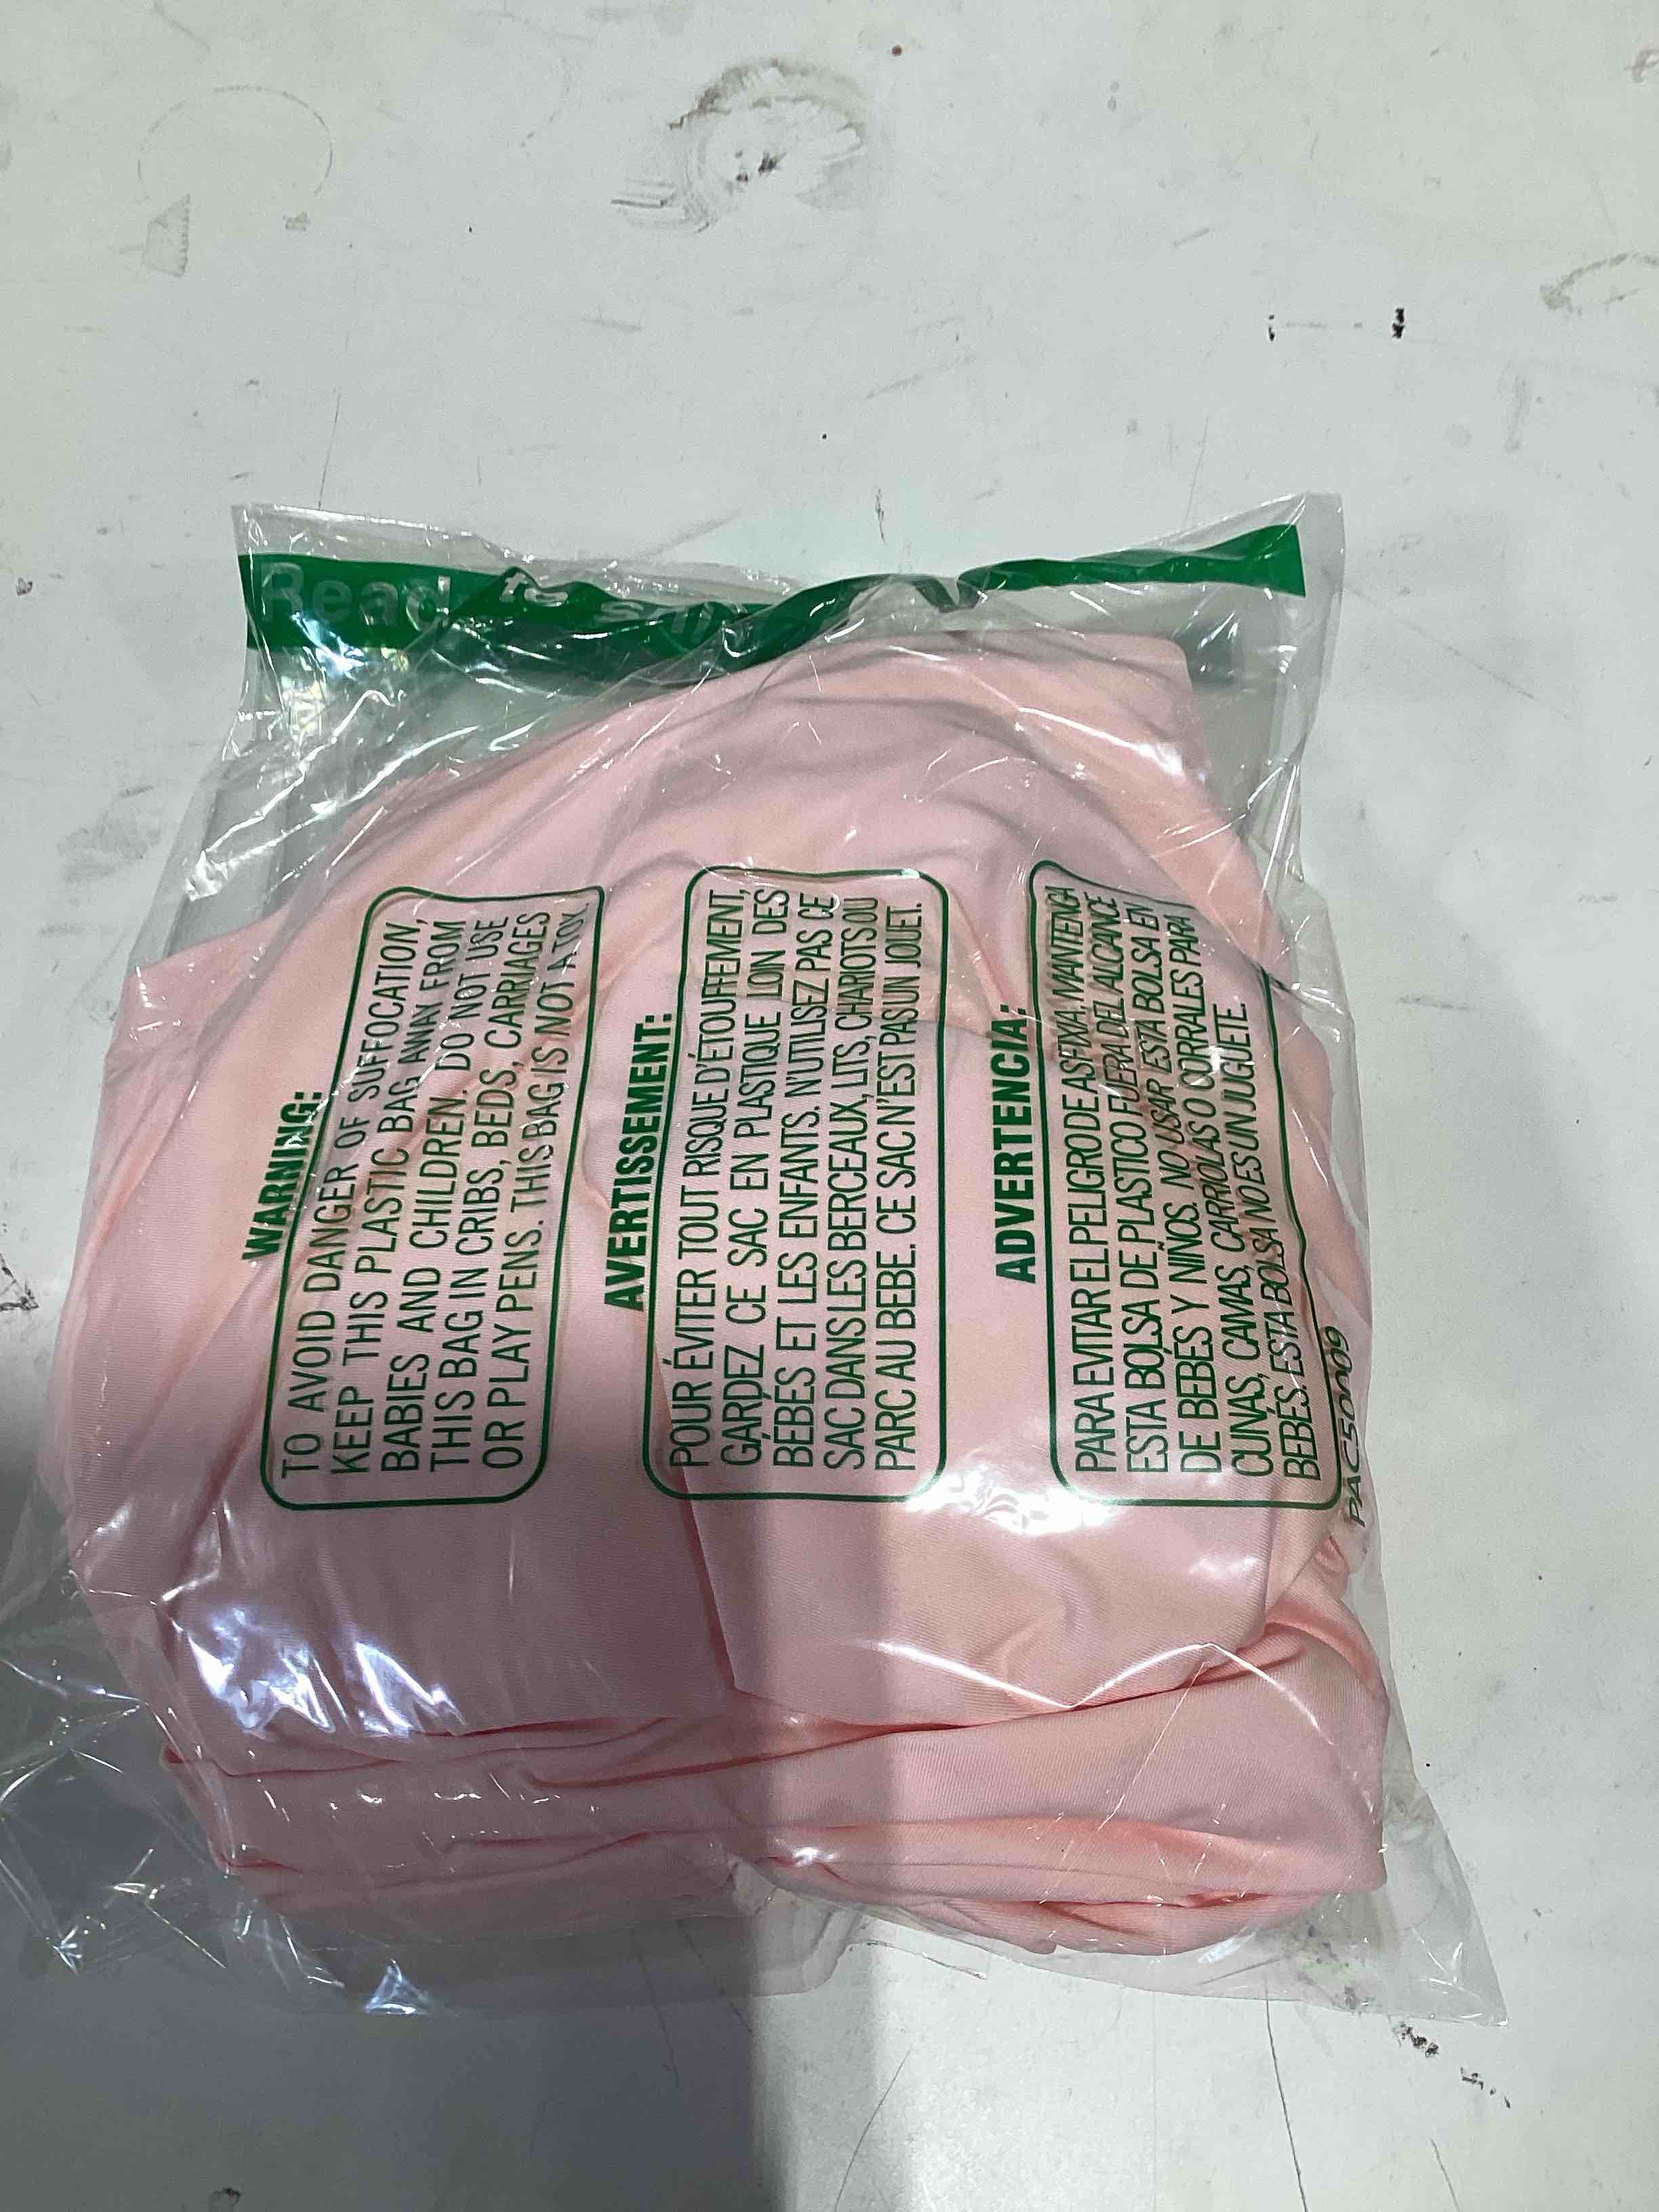 Read
WARNING:
TO AVOID DANGER OF SUFFOCATION,
KEEP THIS PLASTIC BAG AWAY FROM
BABIES AND CHILDREN. DO NOT USE
THIS BAG IN CRIBS, BEDS, CARRIAGES
OR PLAY PENS. THIS BAG IS NOT A TOY.
AVERTISSEMENT:
POUR ÉVITER TOUT RISQUE D'ÉTOUFFEMENT,
GARDEZ CE SAC EN PLASTIQUE LOIN DES
BÉBÉS ET LES ENFANTS. N'UTILISEZ PAS CE
SAC DANS LES BERCEAUX, LITS, CHARIOTS OU
PARC AU BEBE. CE SAC N'EST PAS UN JOUET.
ADVERTENCIA:
PARA EVITAR EL PELIGRO DE ASFIXIA. MANTENGA
ESTA BOLSA DE PLASTICO FUERA DEL ALCANCE
DE BEBÉS Y NIÑOS. NO USAR ESTA BOLSA EN
CUNAS, CAMAS, CARRIOLAS O CORRALES PARA
BEBES. ESTA BOLSA NO ES UN JUGUETE.
PAC50009